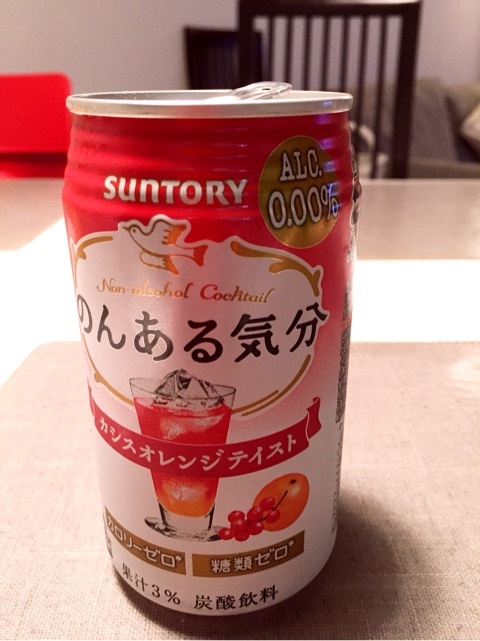 SUNTORY
ALC.
0.00%
Non-alcohol Cocktail
のんある気分
カシスオレンジテイスト
カロリーゼロ*
糖類ゼロ*
果汁3% 炭酸飲料